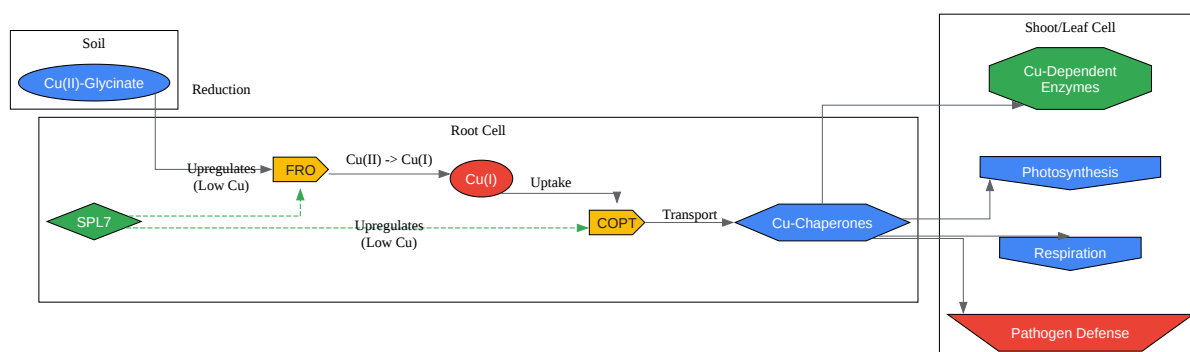 Soil
Cu(II)-Glycinate
Reduction
Root Cell
Upregulates
(Low Cu)
FRO
Cu(II) -> Cu(I)
Cu(I)
Uptake
SPL7
Upregulates
(Low Cu)
COPT
Transport
Cu-Chaperones
Shoot/Leaf Cell
Cu-Dependent
Enzymes
Photosynthesis
Respiration
Pathogen Defense